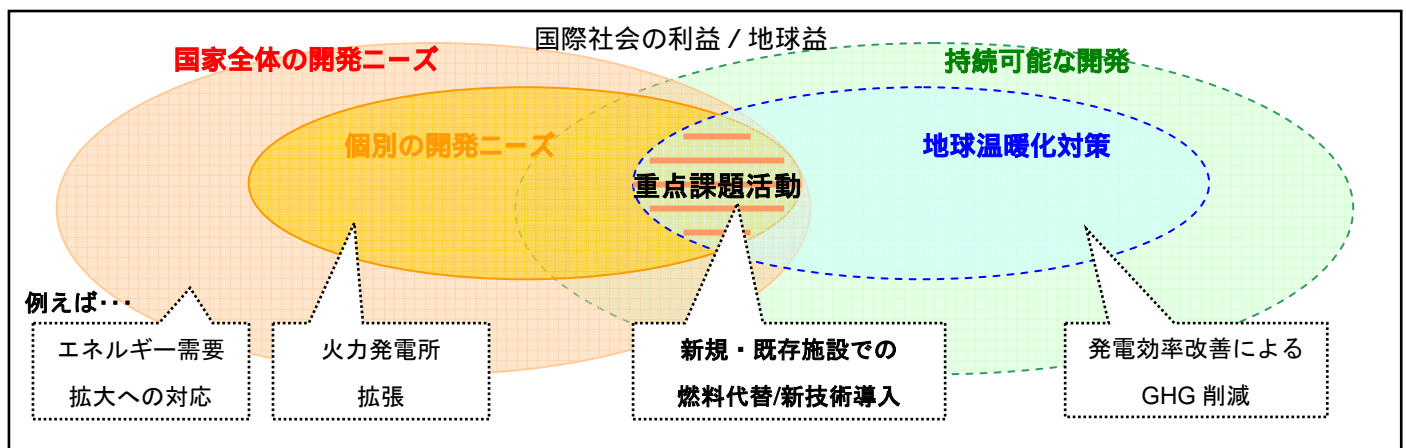 国際社会の利益 / 地球益
国家全体の開発ニーズ
持続可能な開発
個別の開発ニーズ
地球温暖化対策
重点課題活動
例えば･･･
エネルギー需要
拡大への対応
火力発電所
拡張
新規・既存施設での
燃料代替/新技術導入
発電効率改善による
GHG 削減